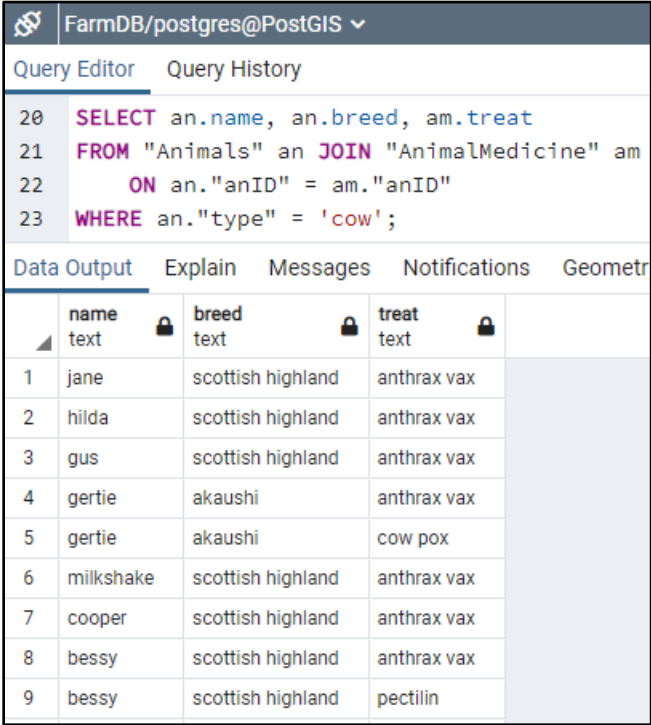 FarmDB/postgres@PostGIS
Query Editor Query History
20 SELECT an.name, an.breed, am.treat
21 FROM "Animals" an JOIN "AnimalMedicine" am
22 ON an."anID" = am."anID"
23 WHERE an."type" = 'cow';
Data Output Explain Messages Notifications Geometr
name breed treat
text text text
1 jane scottish highland anthrax vax
2 hilda scottish highland anthrax vax
3 gus scottish highland anthrax vax
4 gertie akaushi anthrax vax
5 gertie akaushi cow pox
6 milkshake scottish highland anthrax vax
7 cooper scottish highland anthrax vax
8 bessy scottish highland anthrax vax
9 bessy scottish highland pectilin